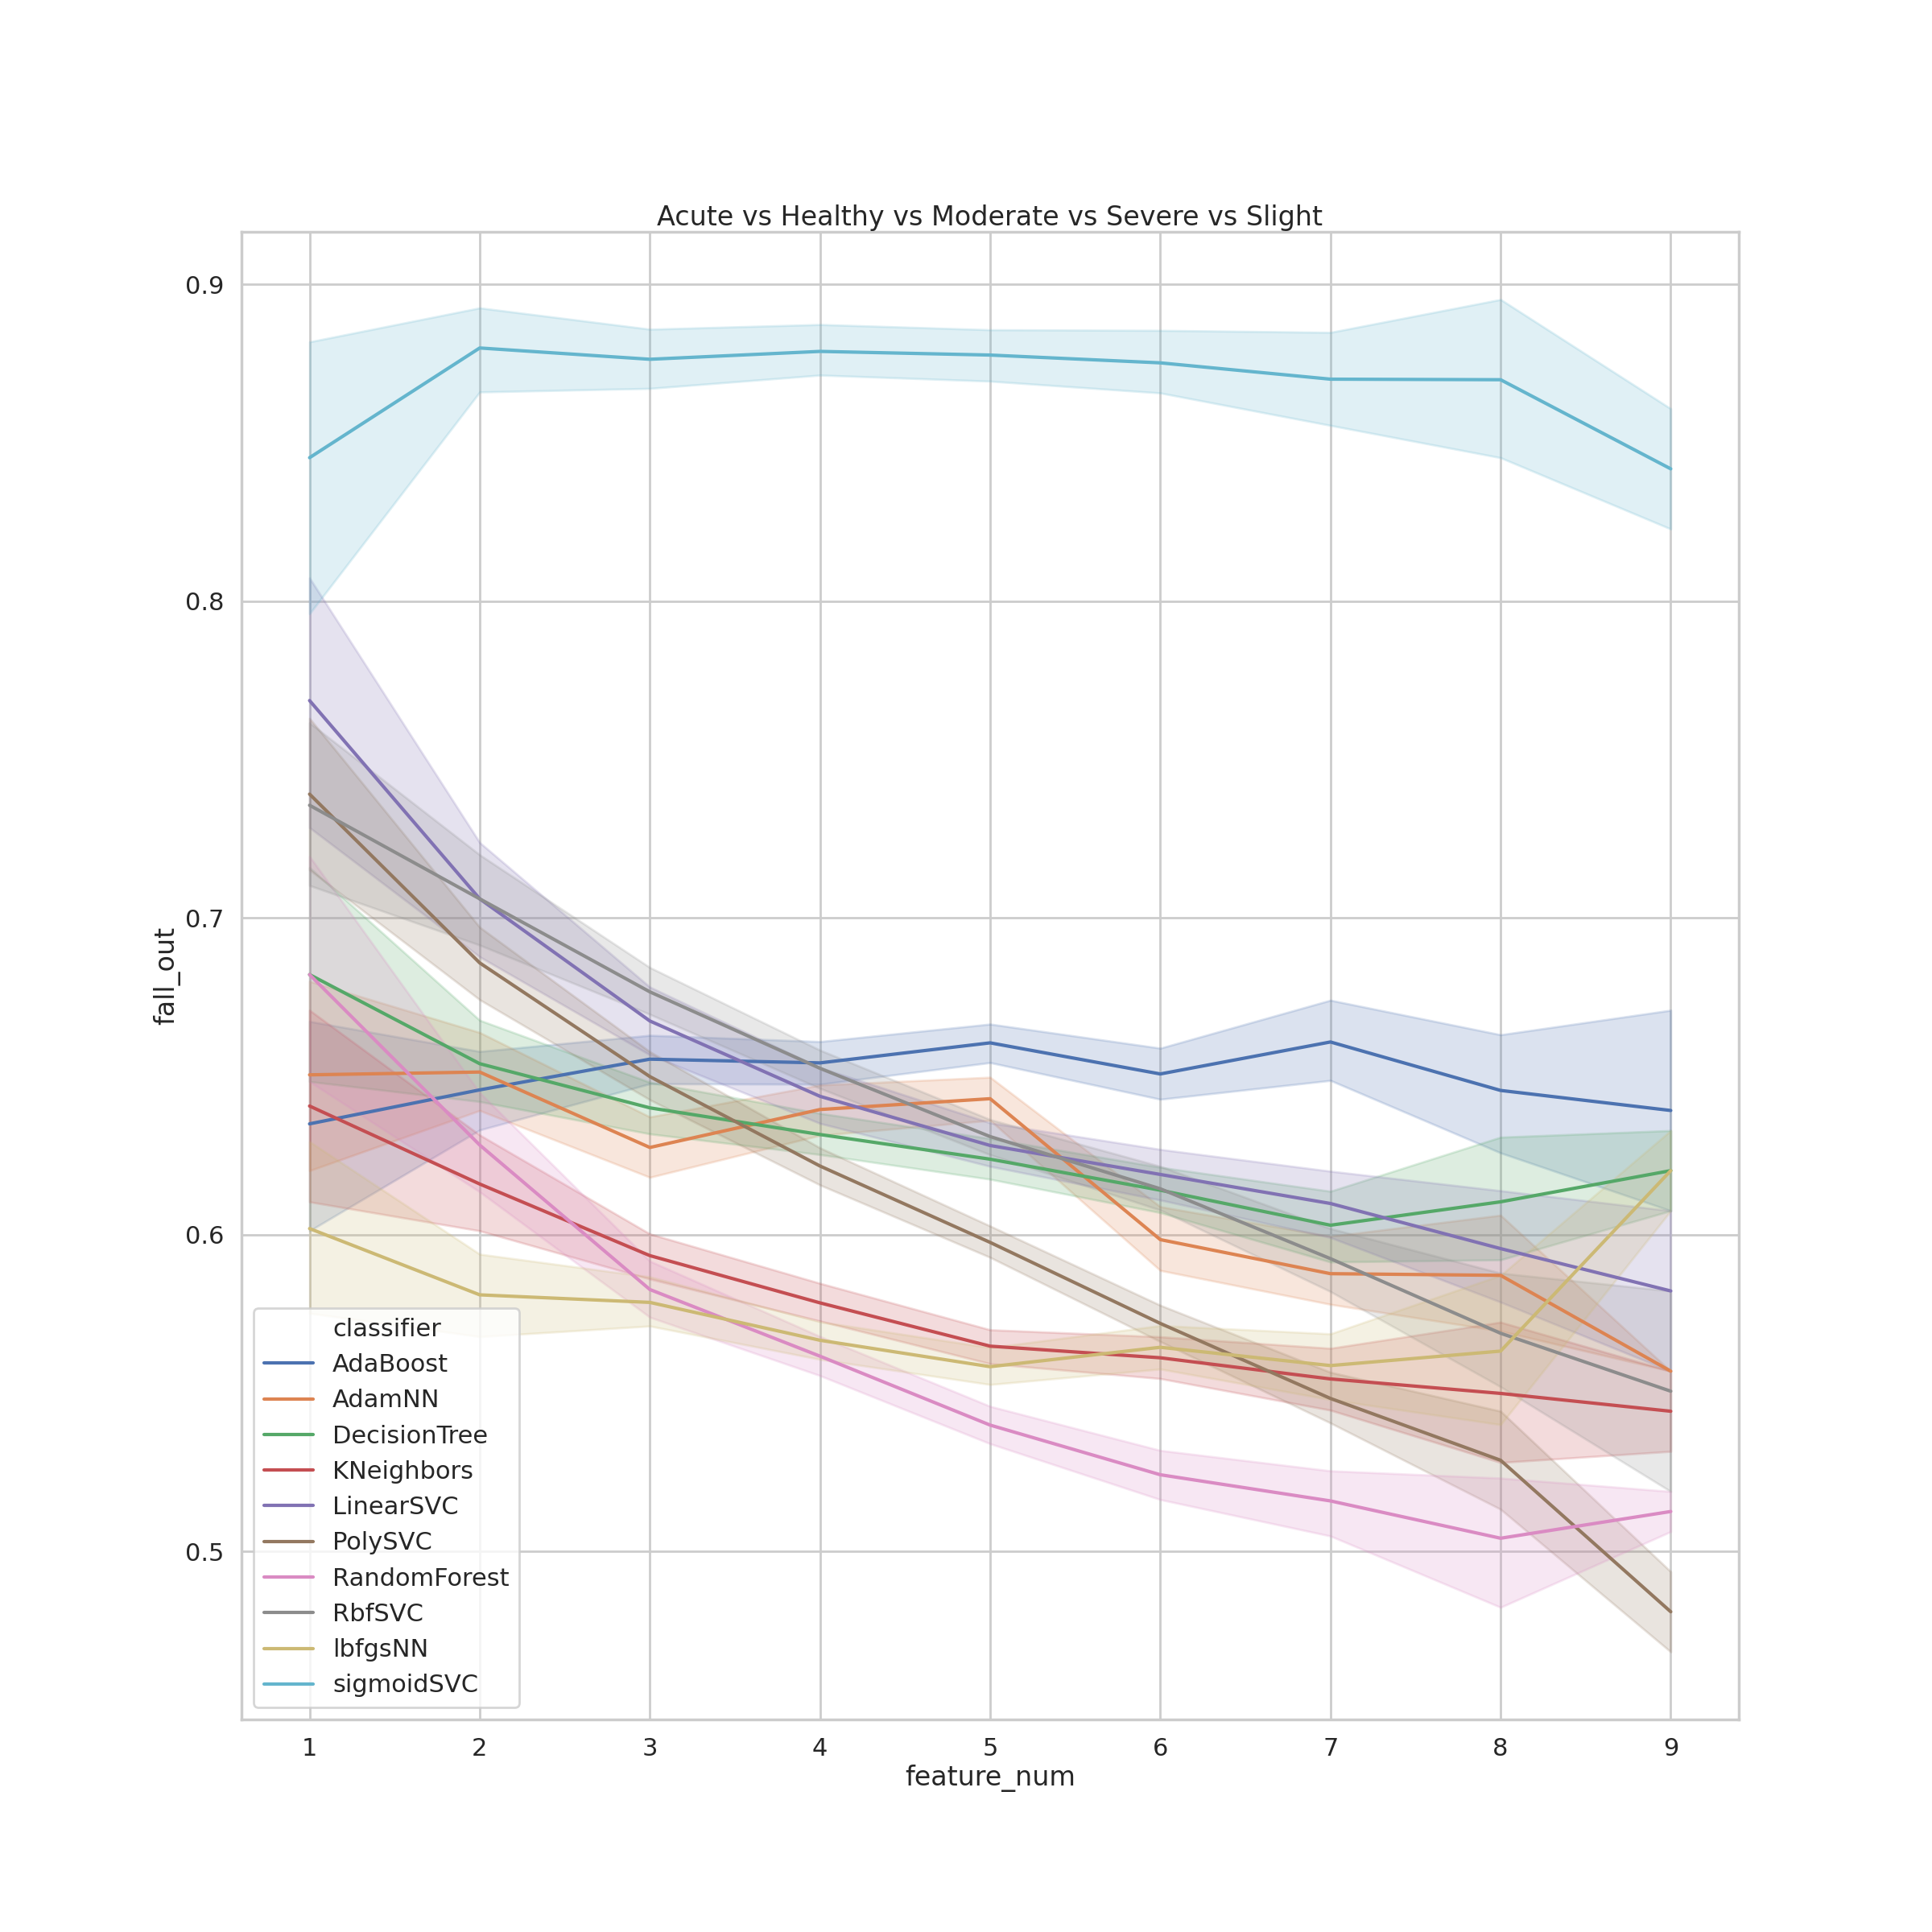 Acute vs Healthy vs Moderate vs Severe vs Slight
0.9
0.8
0.7
0.6
0.5
fall_out
classifier
AdaBoost
AdamNN
DecisionTree
KNeighbors
LinearSVC
PolySVC
RandomForest
RbfSVC
lbfgsNN
sigmoidSVC
1 2 3 4 5 6 7 8 9
feature_num